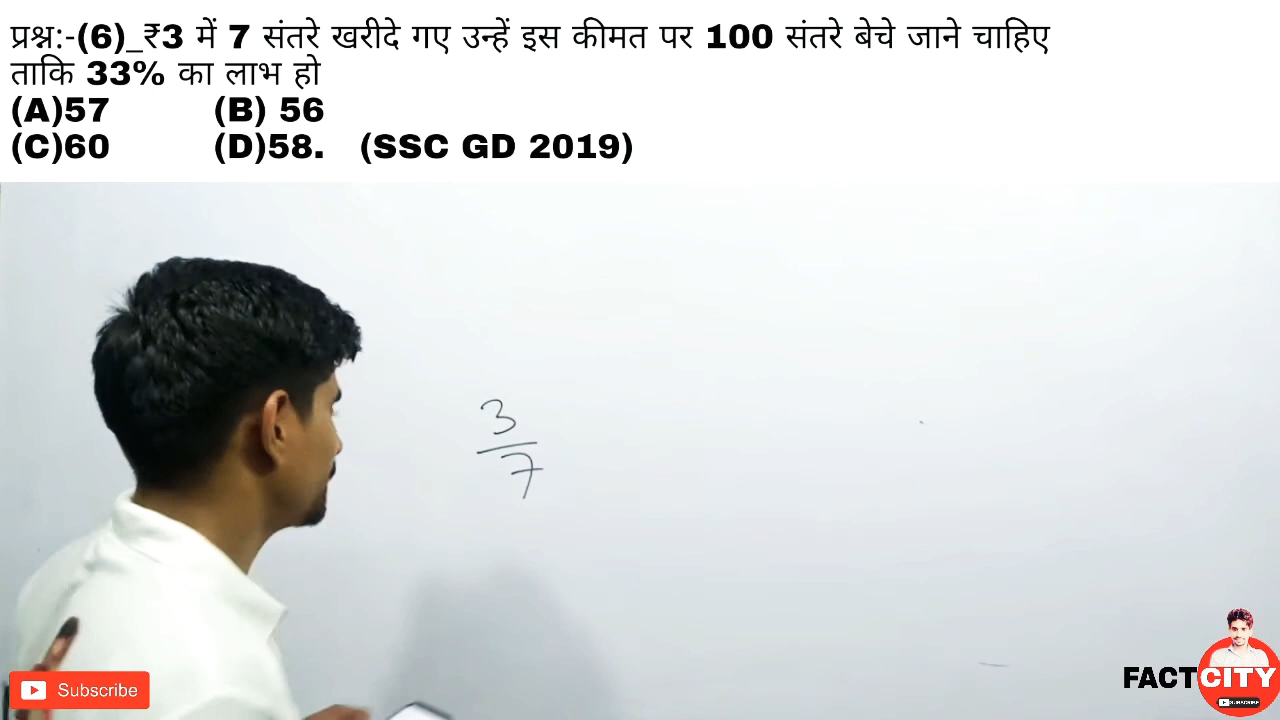 प्रश्न:-(6)_₹3 में 7 संतरे खरीदे गए उन्हें इस कीमत पर 100 संतरे बेचे जाने चाहिए
ताकि 33% का लाभ हो
(A)57 (B) 56
(C)60 (D)58. (SSC GD 2019)
3
7
Subscribe
FACTCITY
SUBSCRIBE